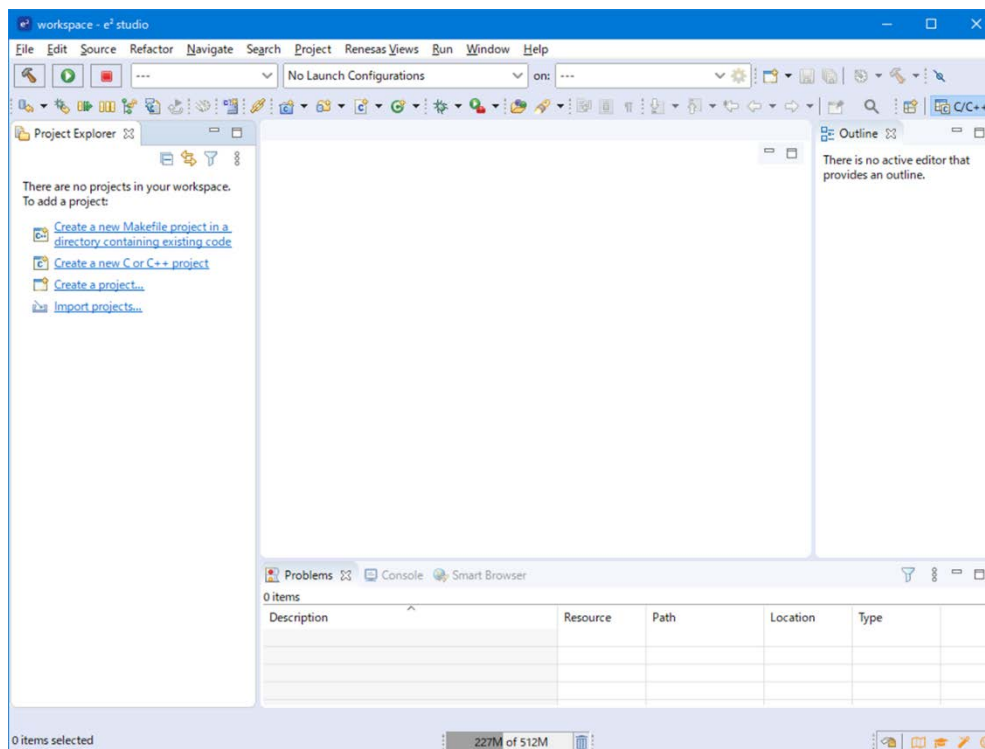 workspace - e² studio
File Edit Source Refactor Navigate Search Project Renesas Views Run Window Help
--- No Launch Configurations on: ---
C/C++
Project Explorer
Outline
There are no projects in your workspace.
To add a project:
Create a new Makefile project in a
directory containing existing code
Create a new C or C++ project
Create a project...
Import projects...
There is no active editor that
provides an outline.
Problems Console Smart Browser
0 items
Description Resource Path Location Type
0 items selected
227M of 512M